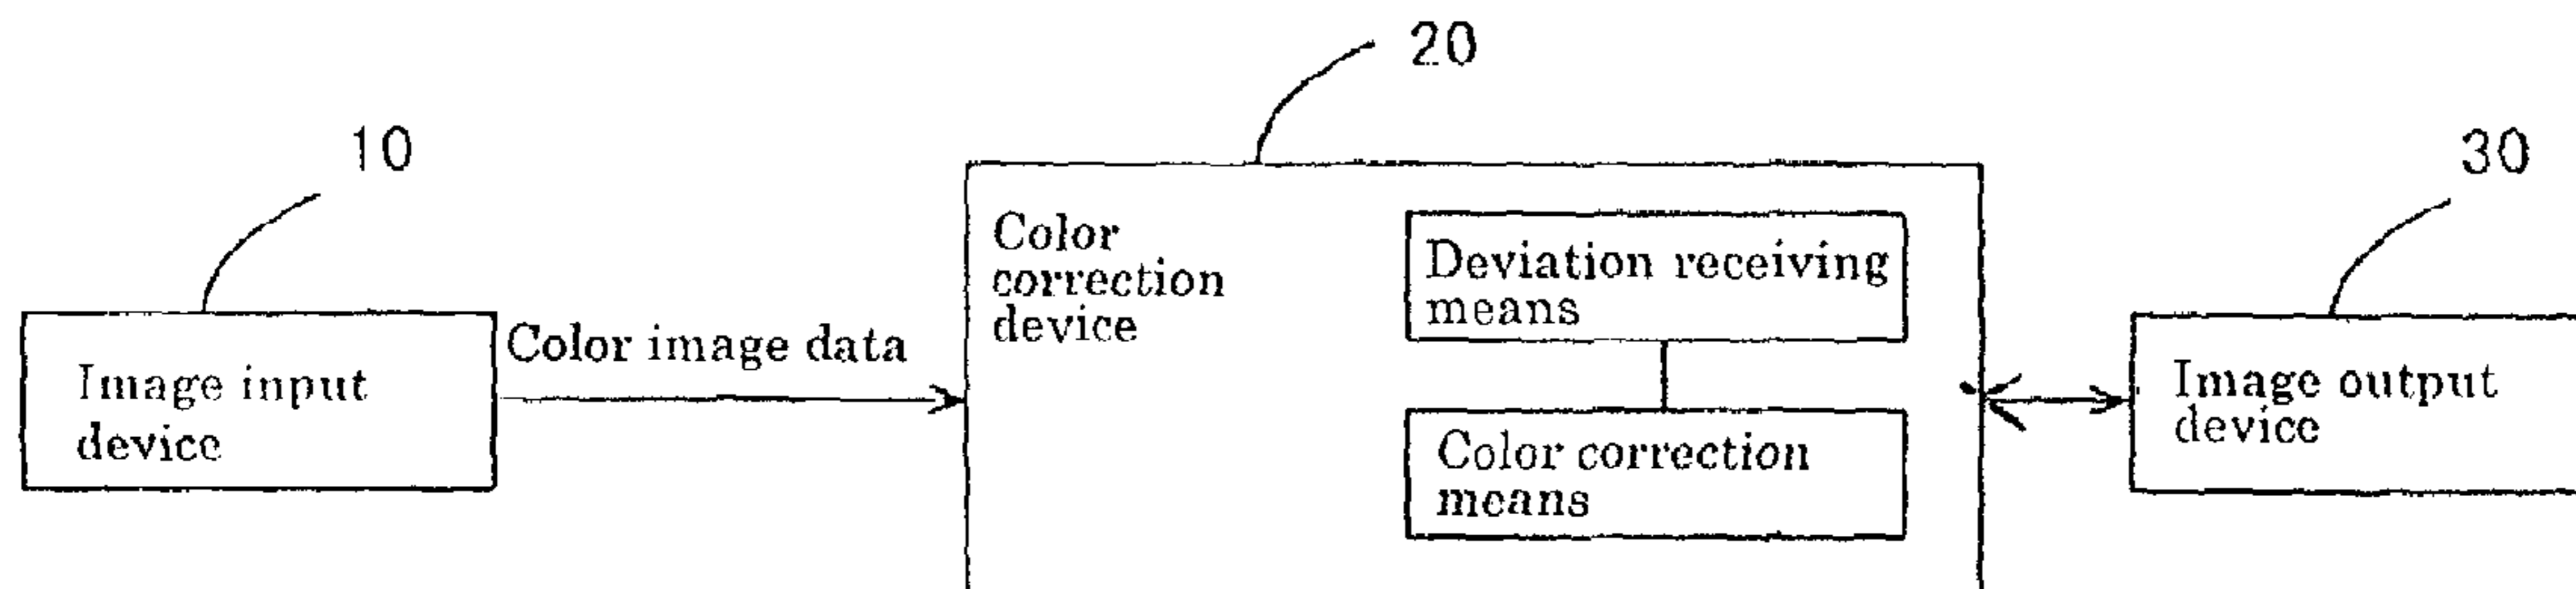 20
10
30
Color
correction
device
Deviation receiving
means
Color image data
Image input
device
Color correction
means
Image output
device